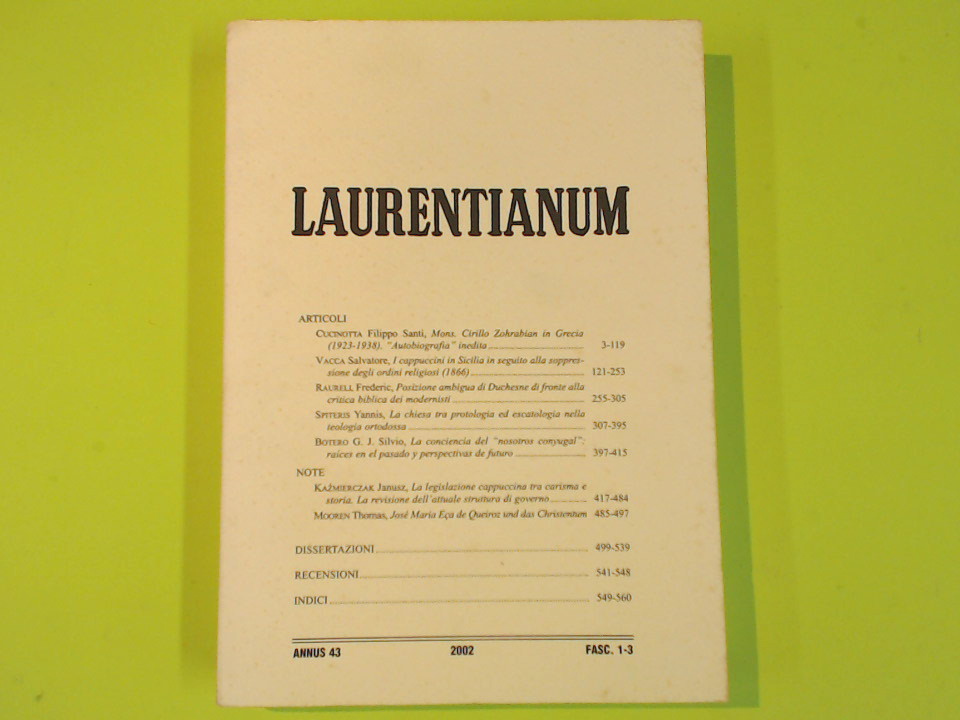 LAURENTIANUM
ARTICOLI
CUCINOTTA Filippo Santi, Mons. Cirillo Zohrabian in Grecia
(1923-1938). "Autobiografia" inedita 3-119
VACCA Salvatore, I cappuccini in Sicilia in seguito alla soppres-
sione degli ordini religiosi (1866) 121-253
RAURELL Frederic, Posizione ambigua di Duchesne di fronte alla
critica biblica dei modernisti 255-305
SPITERIS Yannis, La chiesa tra protologia ed escatologia nella
teologia ortodossa 307-395
BOTERO G. J. Silvio, La conciencia del "nosotros conyugal":
raíces en el pasado y perspectivas de futuro 397-415
NOTE
KAŹMIERCZAK Janusz, La legislazione cappuccina tra carisma e
storia. La revisione dell'attuale struttura di governo 417-484
MOOREN Thomas, José Maria Eça de Queiroz und das Christentum 485-497
DISSERTAZIONI 499-539
RECENSIONI 541-548
INDICI 549-560
ANNUS 43 2002 FASC. 1-3